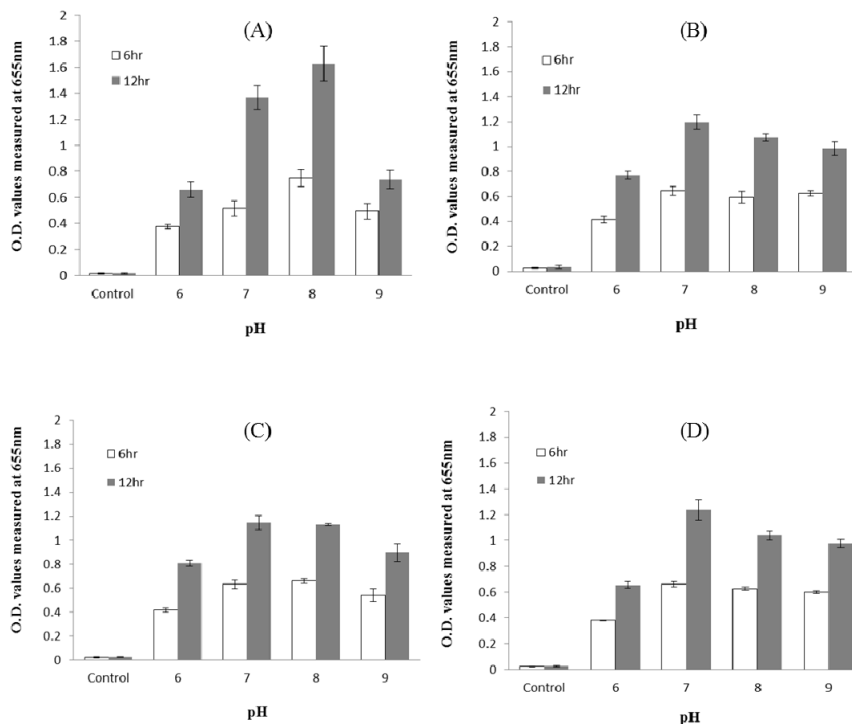 (A)
O.D. values measured at 655nm
2
1.8
1.6
1.4
1.2
1
0.8
0.6
0.4
0.2
0
6hr
12hr
Control 6 7 8 9
pH
(B)
O.D. values measured at 655nm
2
1.8
1.6
1.4
1.2
1
0.8
0.6
0.4
0.2
0
6hr
12hr
Control 6 7 8 9
pH
(C)
O.D. values measured at 655nm
2
1.8
1.6
1.4
1.2
1
0.8
0.6
0.4
0.2
0
6hr
12hr
Control 6 7 8 9
pH
(D)
O.D. values measured at 655nm
2
1.8
1.6
1.4
1.2
1
0.8
0.6
0.4
0.2
0
6hr
12hr
Control 6 7 8 9
pH